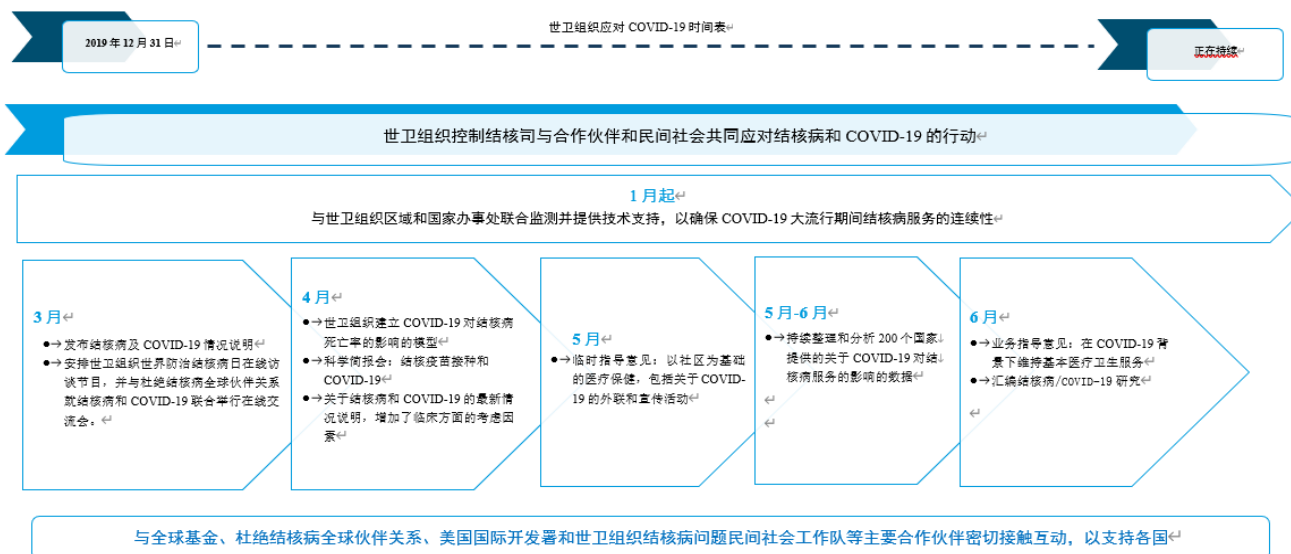 世卫组织应对 COVID-19 时间表
2019 年 12 月 31 日
正在持续
世卫组织控制结核司与合作伙伴和民间社会共同应对结核病和 COVID-19 的行动
1 月起
与世卫组织区域和国家办事处联合监测并提供技术支持，以确保 COVID-19 大流行期间结核病服务的连续性
3 月
发布结核病及 COVID-19 情况说明
安排世卫组织世界防治结核病日在线访
谈节目，并与杜绝结核病全球伙伴关系
就结核病和 COVID-19 联合举行在线交
流会。
4 月
世卫组织建立 COVID-19 对结核病
死亡率的影响的模型
科学简报会：结核疫苗接种和
COVID-19
关于结核病和 COVID-19 的最新情
况说明，增加了临床方面的考虑因
素
5 月
临时指导意见：以社区为基础
的医疗保健，包括关于 COVID-
19 的外联和宣传活动
5 月-6 月
持续整理和分析 200 个国家
提供的关于 COVID-19 对结
核病服务的影响的数据
6 月
业务指导意见：在 COVID-19 背
景下维持基本医疗卫生服务
汇编结核病/COVID-19 研究
与全球基金、杜绝结核病全球伙伴关系、美国国际开发署和世卫组织结核病问题民间社会工作队等主要合作伙伴密切接触互动，以支持各国